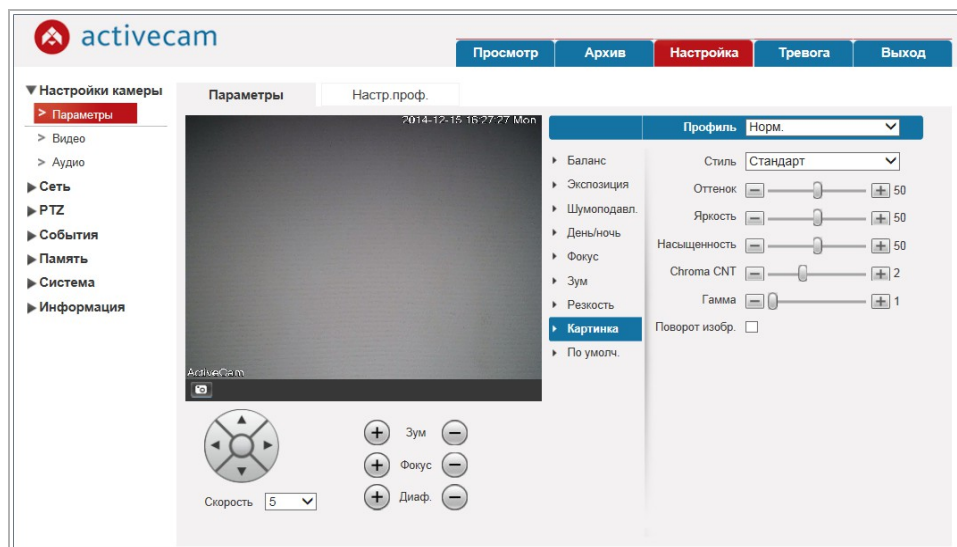 activecam
Просмотр
Архив
Настройка
Тревога
Выход
Настройки камеры
> Параметры
> Видео
> Аудио
Сеть
PTZ
События
Память
Система
Информация
Параметры
Настр.проф.
2014-12-15 16:27:27 Mon
ActiveCam
Скорость 5
Зум
Фокус
Диаф.
Профиль Норм.
Баланс
Экспозиция
Шумоподавл.
День/ночь
Фокус
Зум
Резкость
Картинка
По умолч.
Стиль Стандарт
Оттенок 50
Яркость 50
Насыщенность 50
Chroma CNT 2
Гамма 1
Поворот изобр.